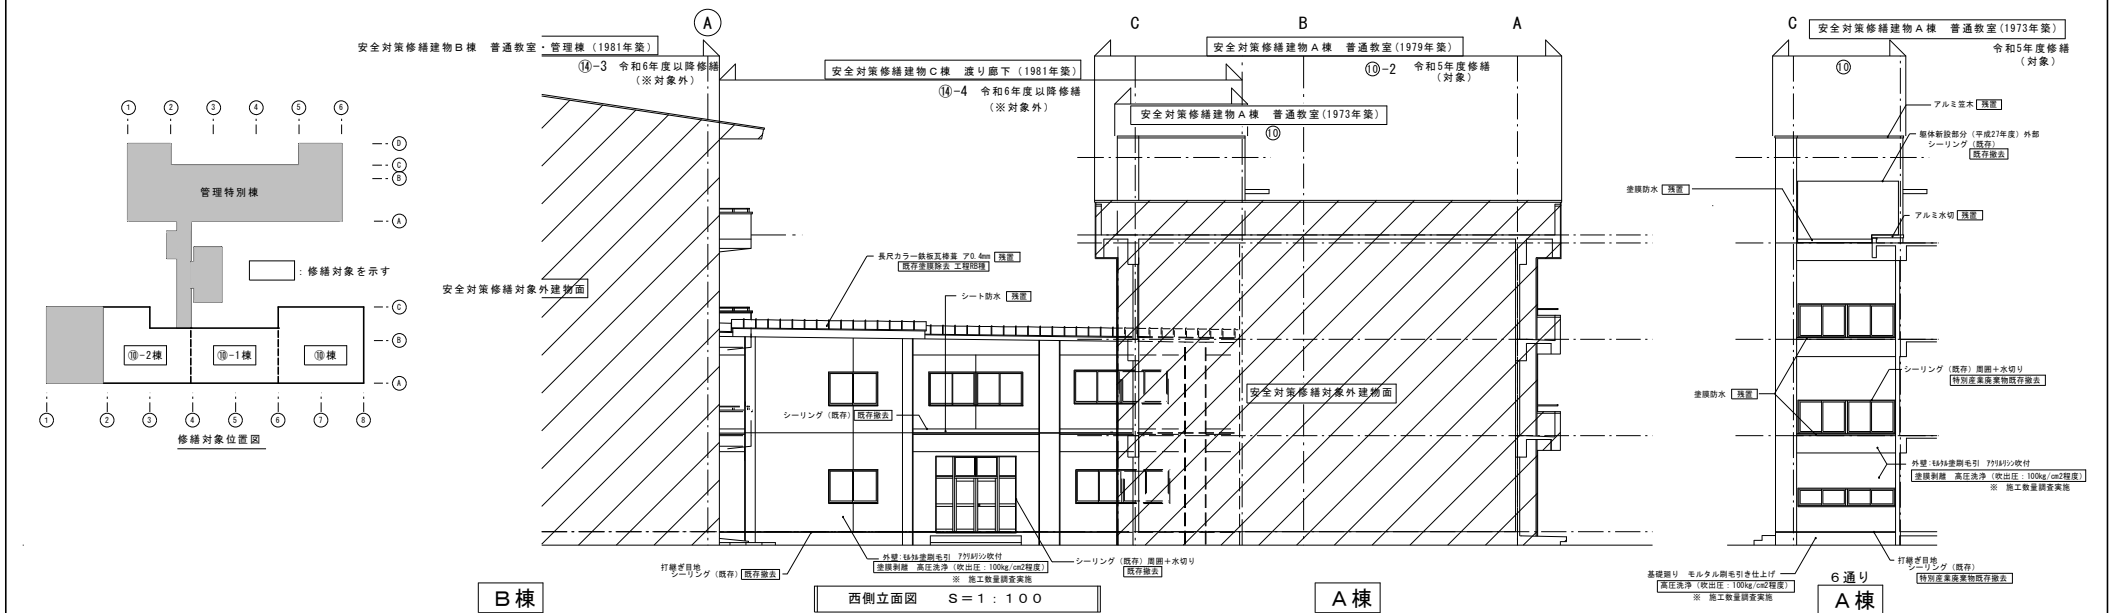 ① ② ③ ④ ⑤ ⑥
D
C
B
A
管理特別棟
：修繕対象を示す
⑩-2棟
⑩-1棟
⑩棟
C
B
A
① ② ③ ④ ⑤ ⑥ ⑦ ⑧
修繕対象位置図
A
安全対策修繕建物B棟 普通教室・管理棟（1981年築）
⑭-3 令和6年度以降修繕
（※対象外）
安全対策修繕建物C棟 渡り廊下（1981年築）
⑭-4 令和6年度以降修繕
（※対象外）
C
B
A
安全対策修繕建物A棟 普通教室(1979年築)
⑩-2 令和5年度修繕
（対象）
安全対策修繕建物A棟 普通教室(1973年築)
⑩
安全対策修繕対象外建物面
長尺カラー鉄板瓦棒葺 ア0.4mm 残置
既存塗膜除去 工程RB種
シート防水 残置
シーリング（既存）既存撤去
安全対策修繕対象外建物面
打継ぎ目地
シーリング（既存）既存撤去
外壁：ﾓﾙﾀﾙ塗刷毛引 ｱｸﾘﾙﾘｼﾝ吹付
塗膜剥離 高圧洗浄（吹出圧：100kg/cm2程度）
※ 施工数量調査実施
シーリング（既存）周囲＋水切り
既存撤去
B棟
西側立面図 S＝1：100
A棟
C
安全対策修繕建物A棟 普通教室(1973年築)
令和5年度修繕
（対象）
⑩
アルミ笠木 残置
躯体新設部分（平成27年度）外部
シーリング（既存）
既存撤去
塗膜防水 残置
アルミ水切 残置
シーリング（既存）周囲＋水切り
特別産業廃棄物既存撤去
塗膜防水 残置
外壁：ﾓﾙﾀﾙ塗刷毛引 ｱｸﾘﾙﾘｼﾝ吹付
塗膜剥離 高圧洗浄（吹出圧：100kg/cm2程度）
※ 施工数量調査実施
基礎廻り モルタル刷毛引き仕上げ
高圧洗浄（吹出圧：100kg/cm2程度）
※ 施工数量調査実施
打継ぎ目地
シーリング（既存）
特別産業廃棄物既存撤去
6通り
A棟